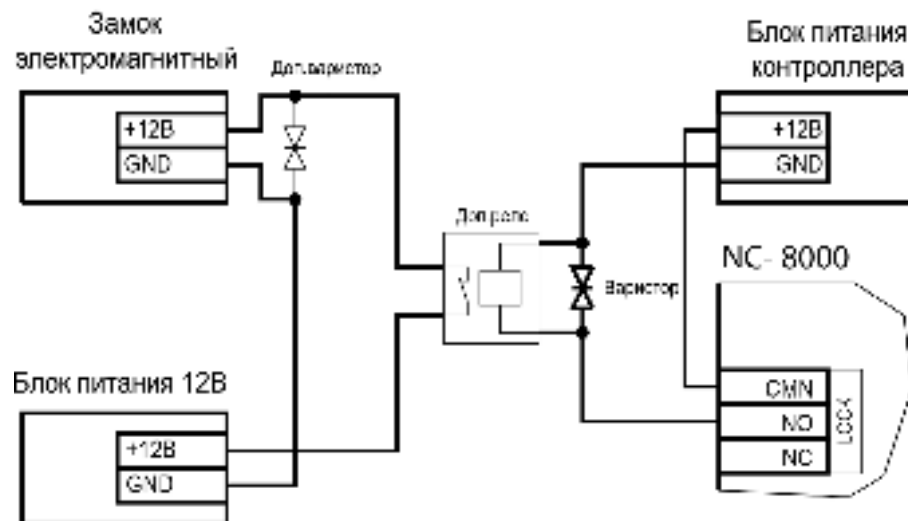 Замок
электромагнитный
Доп.варистор
Блок питания
контроллера
+12В
GND
+12В
GND
Доп реле
NC- 8000
Варистор
Блок питания 12В
CMN
NO
NC
LOCK
+12В
GND